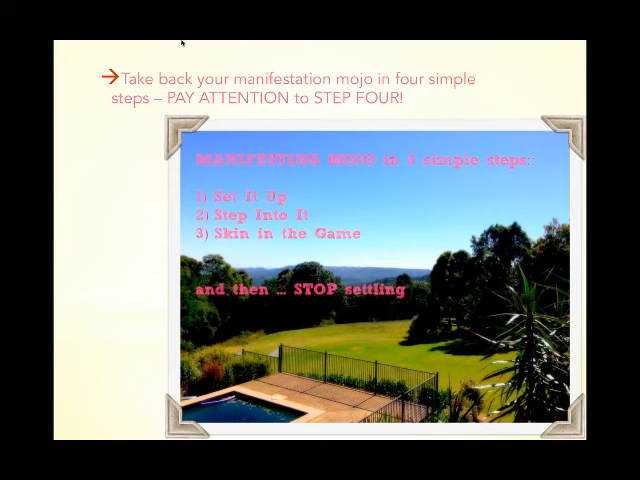 →Take back your manifestation mojo in four simple
steps – PAY ATTENTION to STEP FOUR!
MANIFESTING MOJO in 3 simple steps::
1) Set It Up
2) Step Into It
3) Skin in the Game
and then ... STOP settling